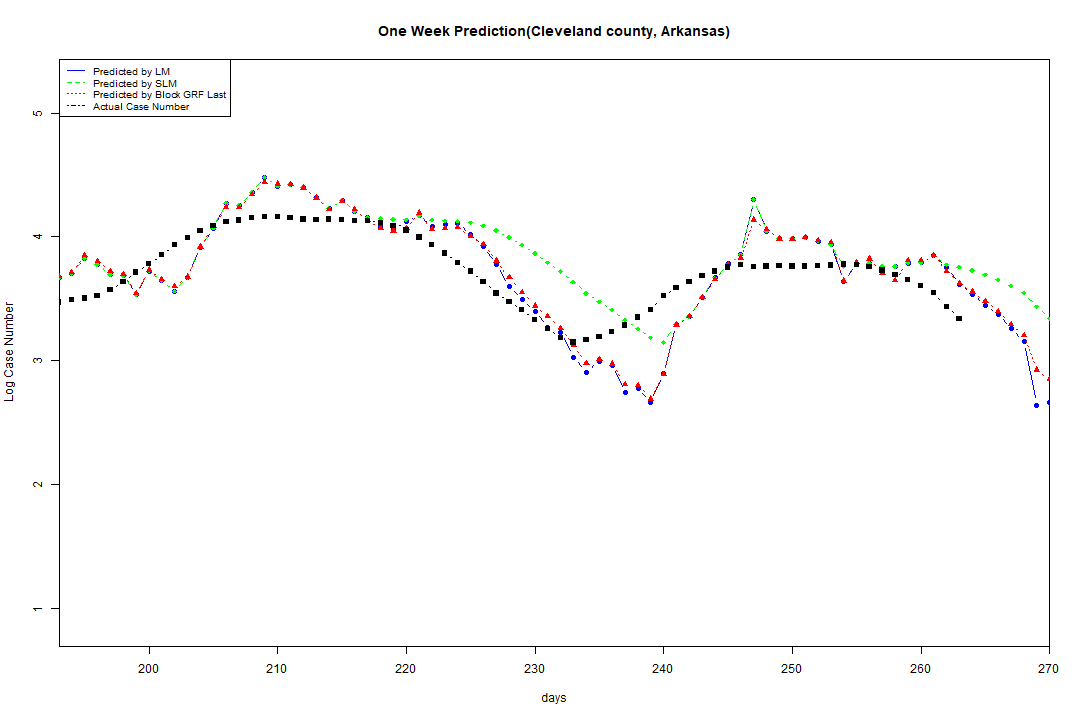 One Week Prediction(Cleveland county, Arkansas)
Predicted by LM
Predicted by SLM
Predicted by Block GRF Last
Actual Case Number
5
4
3
2
1
Log Case Number
200 210 220 230 240 250 260 270
days